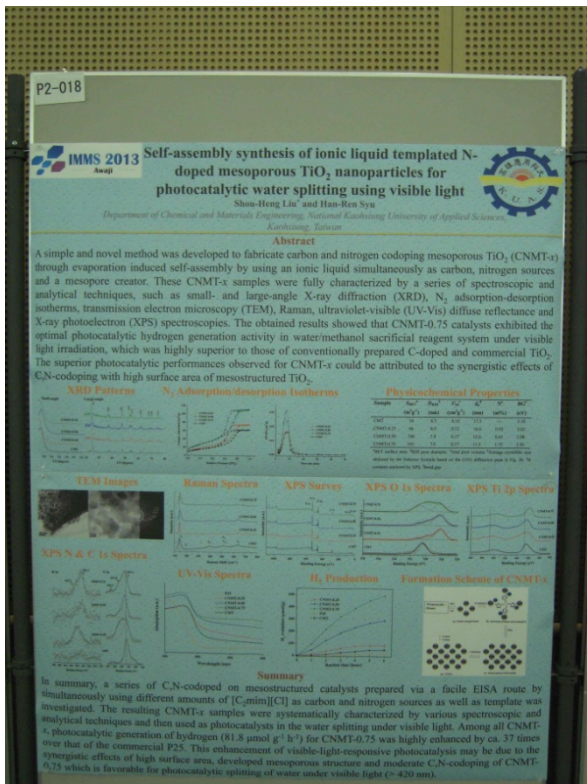 P2-018
IMMS 2013
Awaji
Self-assembly synthesis of ionic liquid templated N-
doped mesoporous TiO2 nanoparticles for
photocatalytic water splitting using visible light
Shou-Heng Liu* and Han-Ren Syu
Department of Chemical and Materials Engineering, National Kaohsiung University of Applied Sciences,
Kaohsiung, Taiwan
K.U.A.S
Abstract
A simple and novel method was developed to fabricate carbon and nitrogen codoping mesoporous TiO2 (CNMT-x)
through evaporation induced self-assembly by using an ionic liquid simultaneously as carbon, nitrogen sources
and a mesopore creator. These CNMT-x samples were fully characterized by a series of spectroscopic and
analytical techniques, such as small- and large-angle X-ray diffraction (XRD), N2 adsorption-desorption
isotherms, transmission electron microscopy (TEM), Raman, ultraviolet-visible (UV-Vis) diffuse reflectance and
X-ray photoelectron (XPS) spectroscopies. The obtained results showed that CNMT-0.75 catalysts exhibited the
optimal photocatalytic hydrogen generation activity in water/methanol sacrificial reagent system under visible
light irradiation, which was highly superior to those of conventionally prepared C-doped and commercial TiO2.
The superior photocatalytic performances observed for CNMT-x could be attributed to the synergistic effects of
C,N-codoping with high surface area of mesostructured TiO2.
XRD Patterns
N2 Adsorption/desorption Isotherms
Physicochemical Properties
TEM Images
Raman Spectra
XPS Survey
XPS O 1s Spectra
XPS Ti 2p Spectra
XPS N & C 1s Spectra
UV-Vis Spectra
H2 Production
Formation Scheme of CNMT-x
Summary
In summary, a series of C,N-codoped on mesostructured catalysts prepared via a facile EISA route by
simultaneously using different amounts of [C2mim][Cl] as carbon and nitrogen sources as well as template was
investigated. The resulting CNMT-x samples were systematically characterized by various spectroscopic and
analytical techniques and then used as photocatalysts in the water splitting under visible light. Among all CNMT-
x, photocatalytic generation of hydrogen (81.8 μmol g-1 h-1) for CNMT-0.75 was highly enhanced by ca. 37 times
over that of the commercial P25. This enhancement of visible-light-responsive photocatalysis may be due to the
synergistic effects of high surface area, developed mesoporous structure and moderate C,N-codoping of CNMT-
0.75 which is favorable for photocatalytic splitting of water under visible light (> 420 nm).